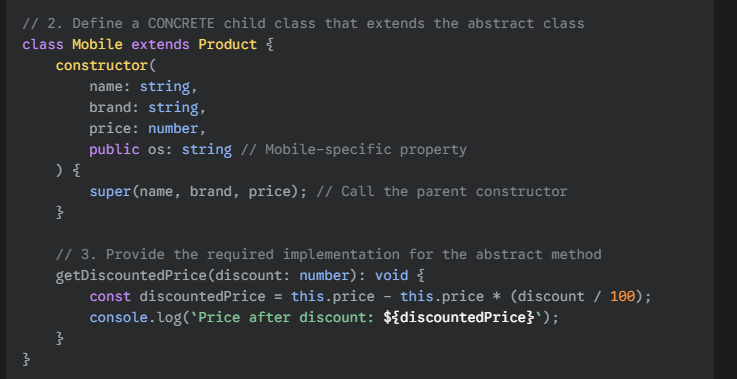 // 2. Define a CONCRETE child class that extends the abstract class
class Mobile extends Product {
    constructor(
        name: string,
        brand: string,
        price: number,
        public os: string // Mobile-specific property
    ) {
        super(name, brand, price); // Call the parent constructor
    }

    // 3. Provide the required implementation for the abstract method
    getDiscountedPrice(discount: number): void {
        const discountedPrice = this.price - this.price * (discount / 100);
        console.log(`Price after discount: ${discountedPrice}`);
    }
}